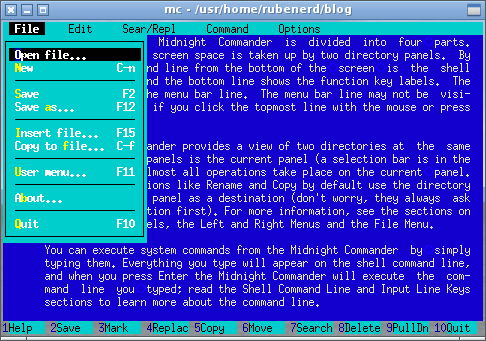 mc - /usr/home/rubenerd/blog
File Edit Sear/Repl Command Options
Midnight Commander is divided into four parts.
Open file... screen space is taken up by two directory panels. By
New C-n nd line from the bottom of the screen is the shell
nd the bottom line shows the function key labels. The
Save F2 he menu bar line. The menu bar line may not be visi-
Save as... F12 if you click the topmost line with the mouse or press
Insert file... F15
Copy to file... C-f ander provides a view of two directories at the same
panels is the current panel (a selection bar is in the
User menu... F11 lmost all operations take place on the current panel.
ions like Rename and Copy by default use the directory
About... panel as a destination (don't worry, they always ask
tion first). For more information, see the sections on
Quit F10 els, the Left and Right Menus and the File Menu.
You can execute system commands from the Midnight Commander by simply
typing them. Everything you type will appear on the shell command line,
and when you press Enter the Midnight Commander will execute the com-
mand line you typed; read the Shell Command Line and Input Line Keys
sections to learn more about the command line.
1Help 2Save 3Mark 4Replac 5Copy 6Move 7Search 8Delete 9PullDn 10Quit